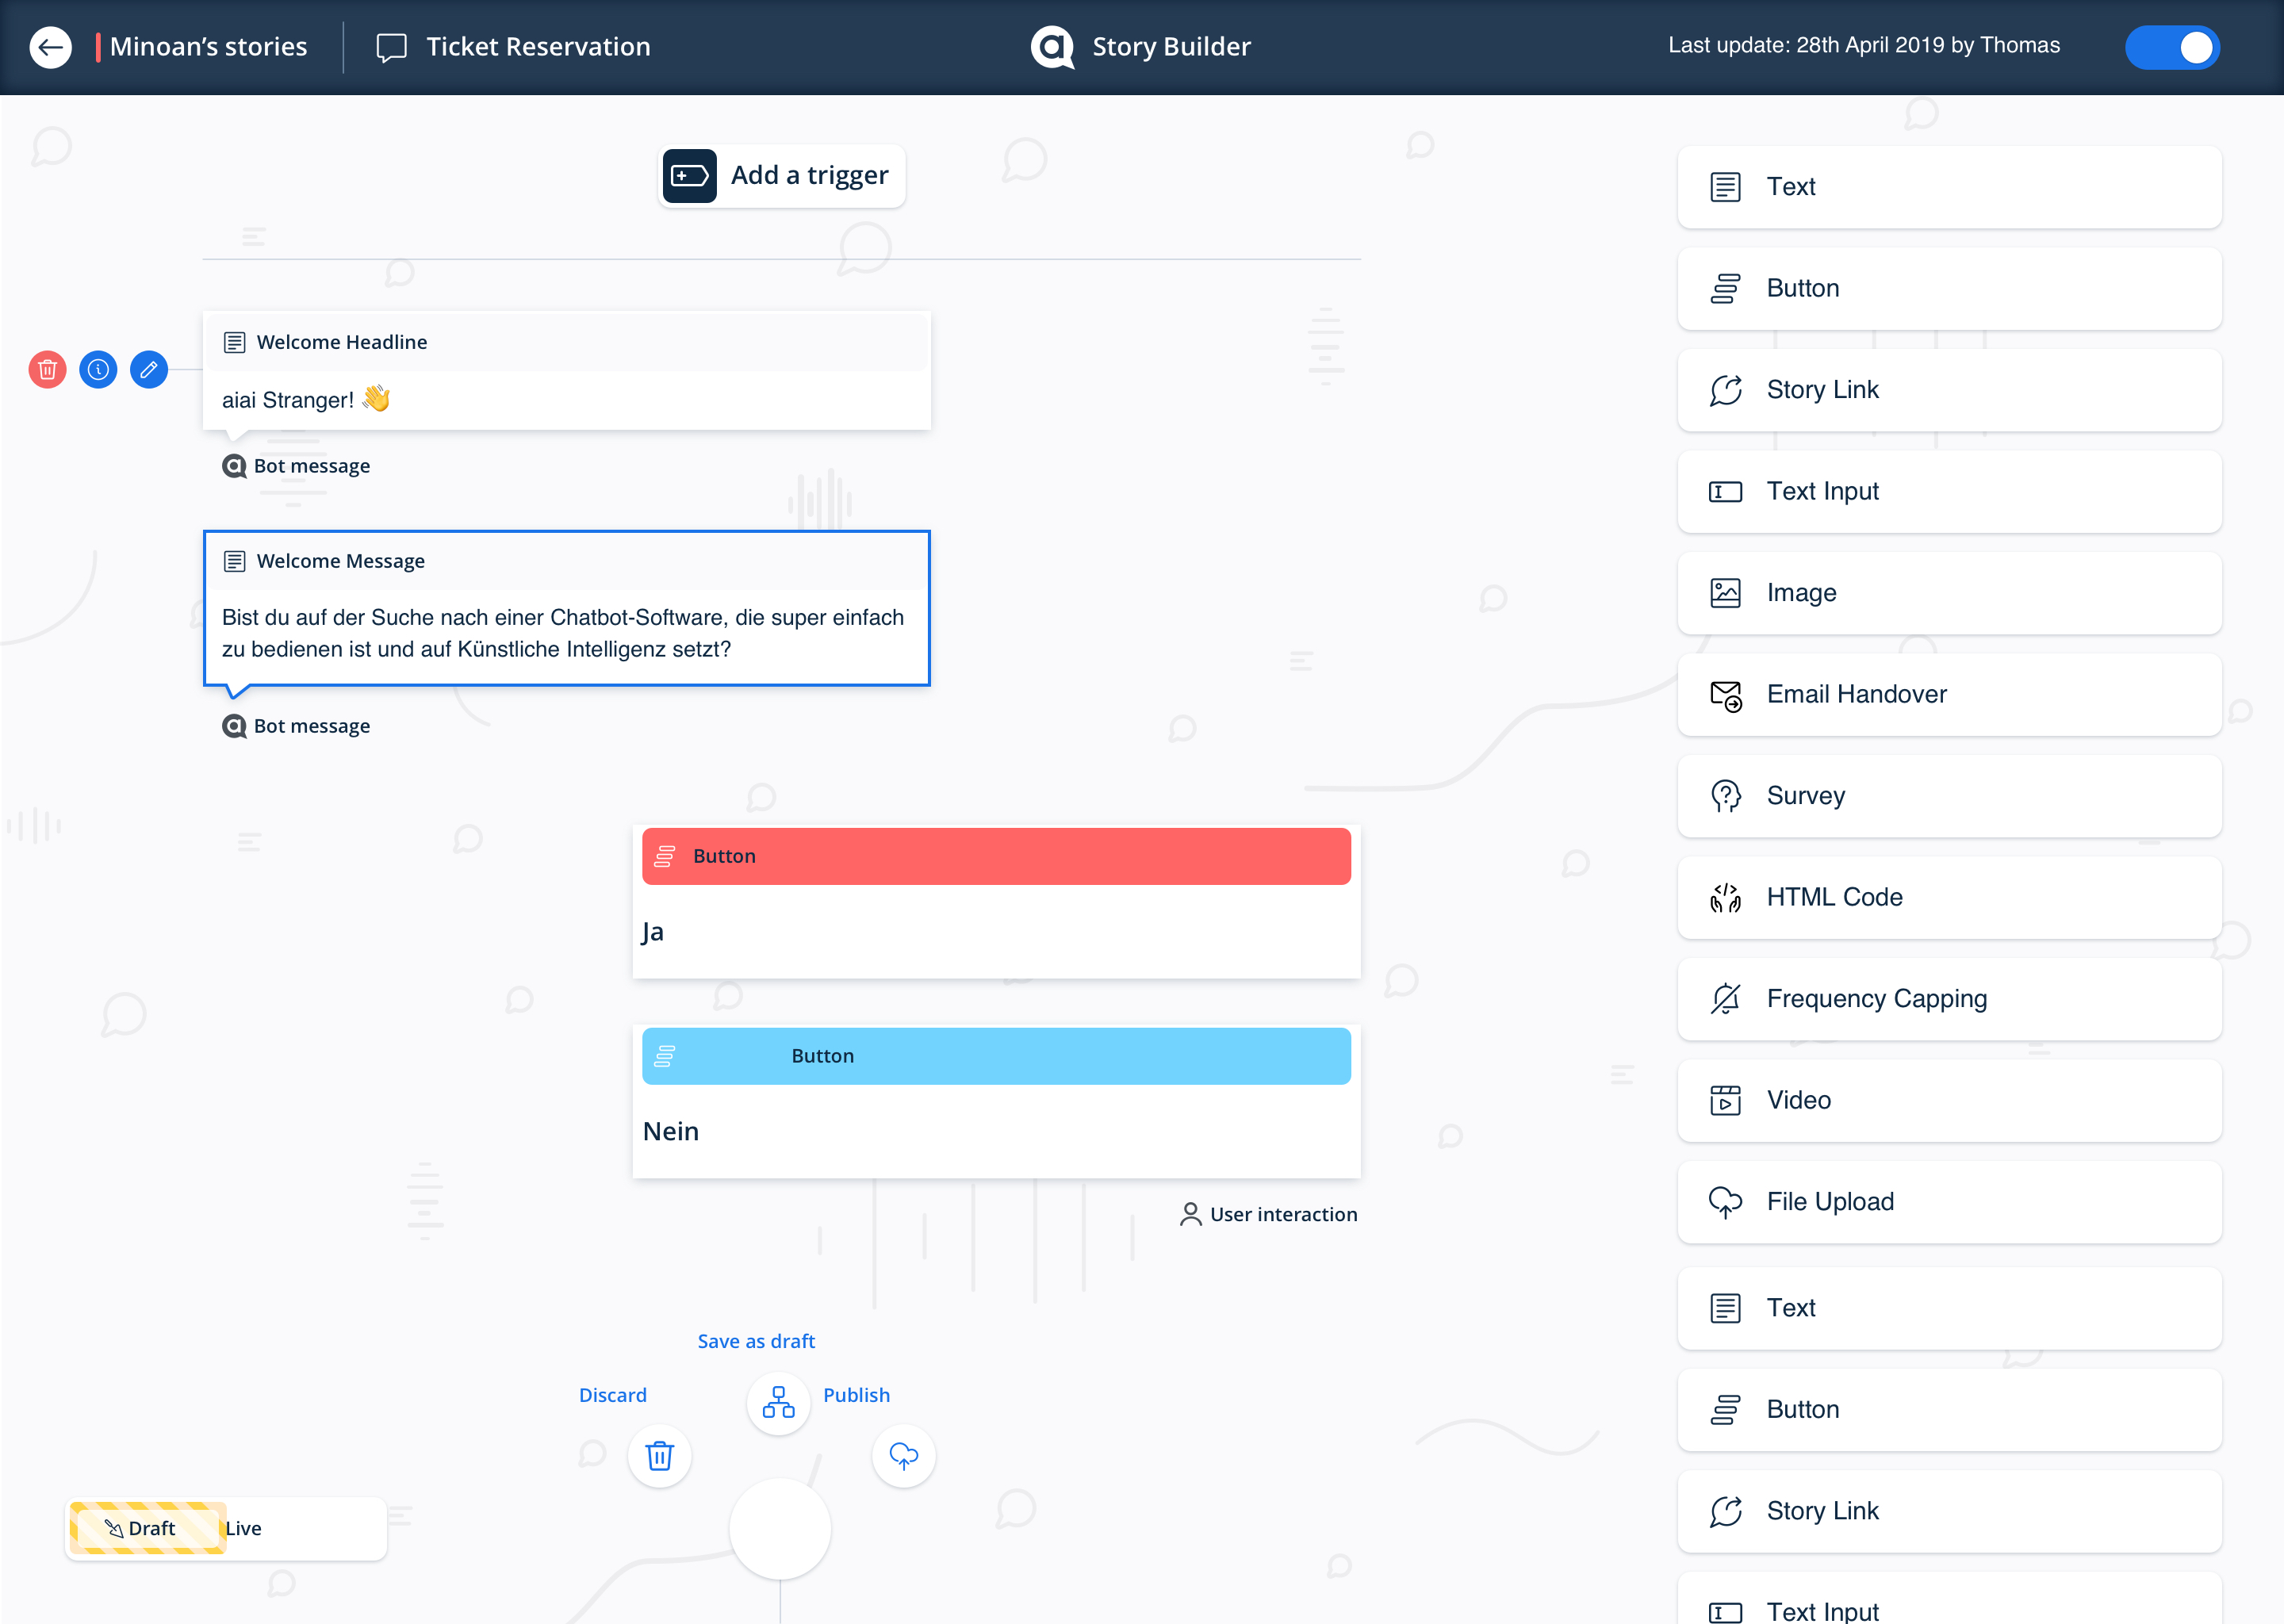 Minoan’s stories
Ticket Reservation
Story Builder
Last update: 28th April 2019 by Thomas
Add a trigger
Welcome Headline
aiai Stranger! 👋
Bot message
Welcome Message
Bist du auf der Suche nach einer Chatbot-Software, die super einfach
zu bedienen ist und auf Künstliche Intelligenz setzt?
Bot message
Button
Ja
Button
Nein
User interaction
Save as draft
Discard
Publish
Draft
Live
Text
Button
Story Link
Text Input
Image
Email Handover
Survey
HTML Code
Frequency Capping
Video
File Upload
Text
Button
Story Link
Text Input